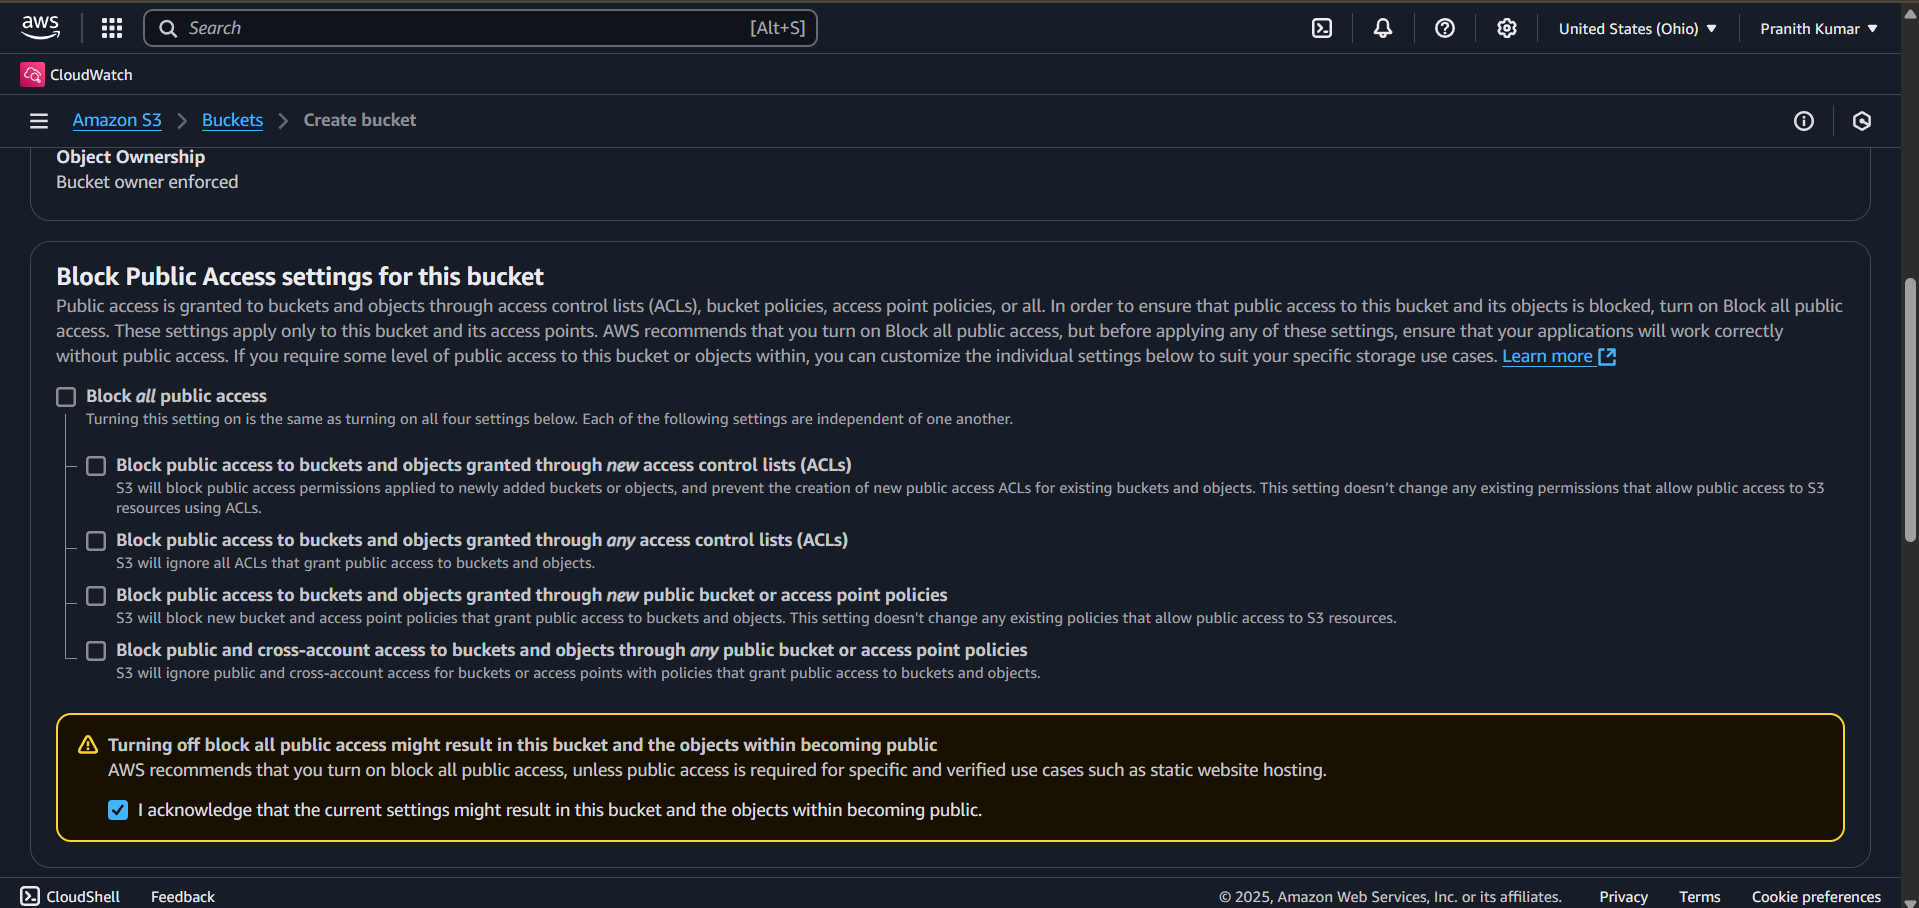 aws
Search [Alt+S]
United States (Ohio)
Pranith Kumar
CloudWatch
Amazon S3 > Buckets > Create bucket
Object Ownership
Bucket owner enforced
Block Public Access settings for this bucket
Public access is granted to buckets and objects through access control lists (ACLs), bucket policies, access point policies, or all. In order to ensure that public access to this bucket and its objects is blocked, turn on Block all public
access. These settings apply only to this bucket and its access points. AWS recommends that you turn on Block all public access, but before applying any of these settings, ensure that your applications will work correctly
without public access. If you require some level of public access to this bucket or objects within, you can customize the individual settings below to suit your specific storage use cases. Learn more
Block all public access
Turning this setting on is the same as turning on all four settings below. Each of the following settings are independent of one another.
Block public access to buckets and objects granted through new access control lists (ACLs)
S3 will block public access permissions applied to newly added buckets or objects, and prevent the creation of new public access ACLs for existing buckets and objects. This setting doesn’t change any existing permissions that allow public access to S3
resources using ACLs.
Block public access to buckets and objects granted through any access control lists (ACLs)
S3 will ignore all ACLs that grant public access to buckets and objects.
Block public access to buckets and objects granted through new public bucket or access point policies
S3 will block new bucket and access point policies that grant public access to buckets and objects. This setting doesn't change any existing policies that allow public access to S3 resources.
Block public and cross-account access to buckets and objects through any public bucket or access point policies
S3 will ignore public and cross-account access for buckets or access points with policies that grant public access to buckets and objects.
Turning off block all public access might result in this bucket and the objects within becoming public
AWS recommends that you turn on block all public access, unless public access is required for specific and verified use cases such as static website hosting.
I acknowledge that the current settings might result in this bucket and the objects within becoming public.
CloudShell Feedback © 2025, Amazon Web Services, Inc. or its affiliates. Privacy Terms Cookie preferences